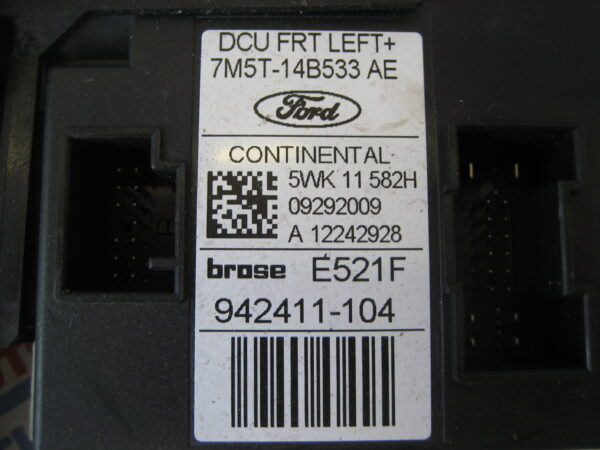 DCU FRT LEFT+
7M5T-14B533 AE
Ford
CONTINENTAL
5WK 11 582H
09292009
A 12242928
brose E521F
942411-104